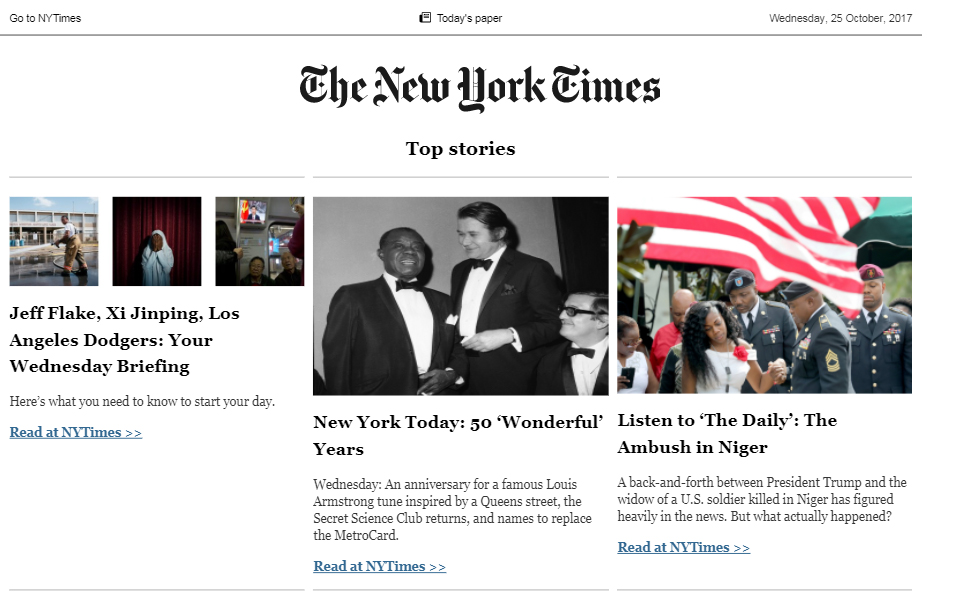 Go to NYTimes
Today's paper
Wednesday, 25 October, 2017
The New York Times
Top stories
Jeff Flake, Xi Jinping, Los
Angeles Dodgers: Your
Wednesday Briefing
Here’s what you need to know to start your day.
Read at NYTimes >>
New York Today: 50 ‘Wonderful’
Years
Wednesday: An anniversary for a famous Louis
Armstrong tune inspired by a Queens street, the
Secret Science Club returns, and names to replace
the MetroCard.
Read at NYTimes >>
Listen to ‘The Daily’: The
Ambush in Niger
A back-and-forth between President Trump and the
widow of a U.S. soldier killed in Niger has figured
heavily in the news. But what actually happened?
Read at NYTimes >>